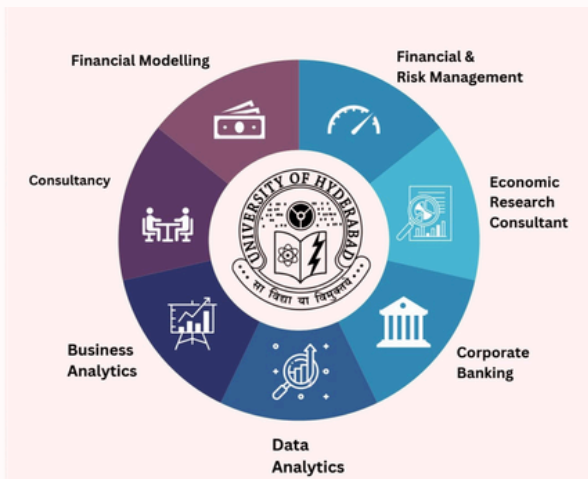 Financial Modelling
Financial &
Risk Management
Consultancy
Economic
Research
Consultant
UNIVERSITY OF HYDERABAD
सा विद्या या विमुक्तये
Business
Analytics
Corporate
Banking
Data
Analytics